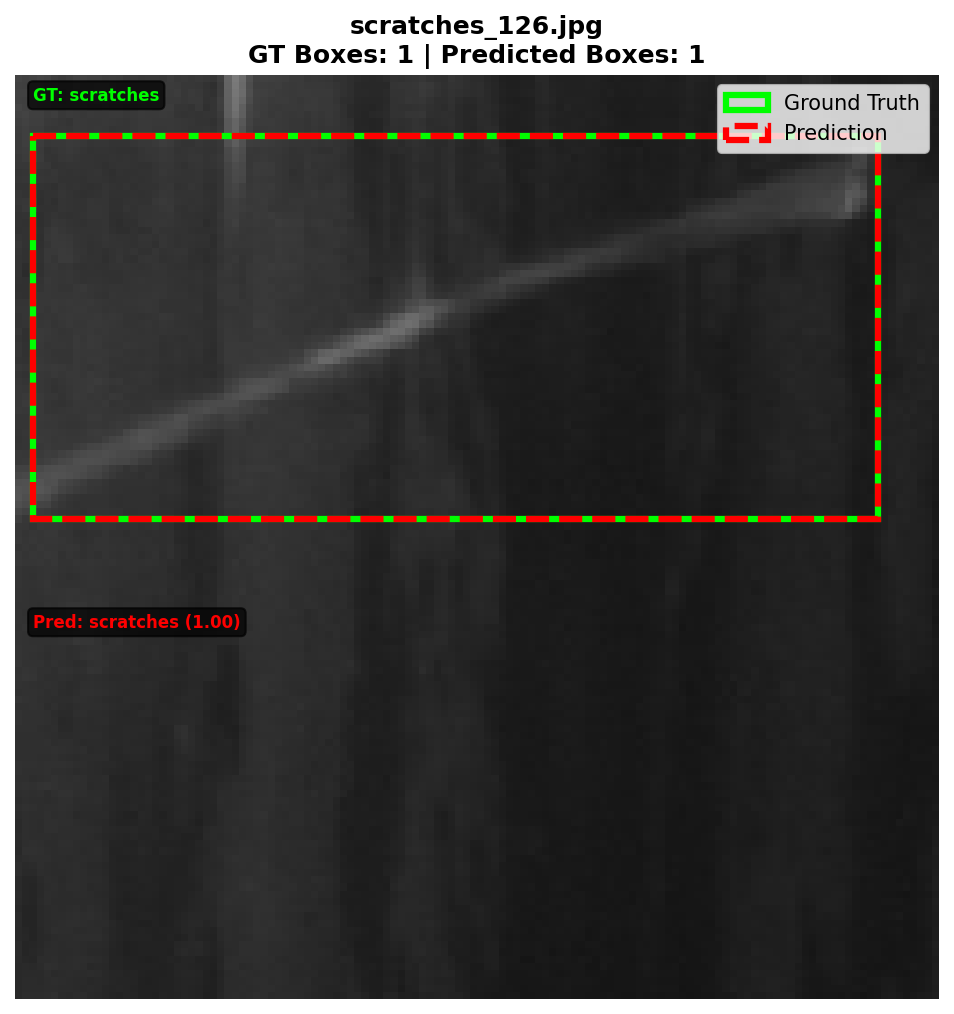 scratches_126.jpg
GT Boxes: 1 | Predicted Boxes: 1
GT: scratches
Ground Truth
Prediction
Pred: scratches (1.00)